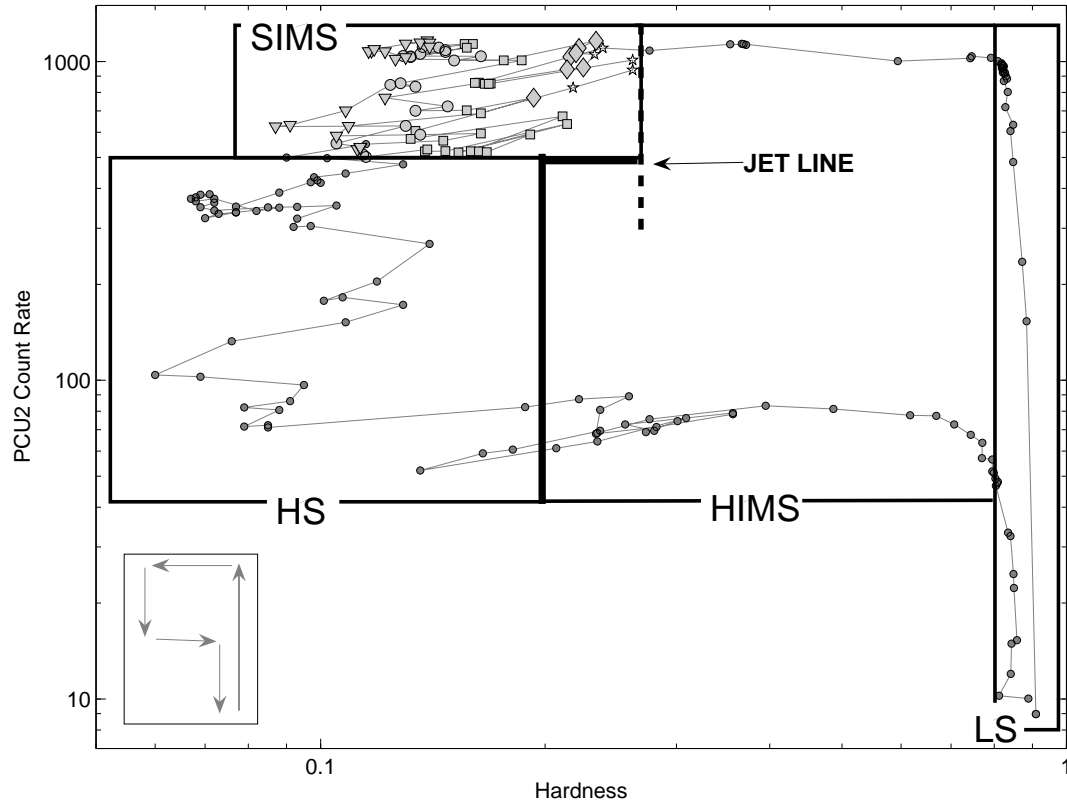 SIMS
1000
JET LINE
100
PCU2 Count Rate
HS
HIMS
10
LS
0.1
1
Hardness